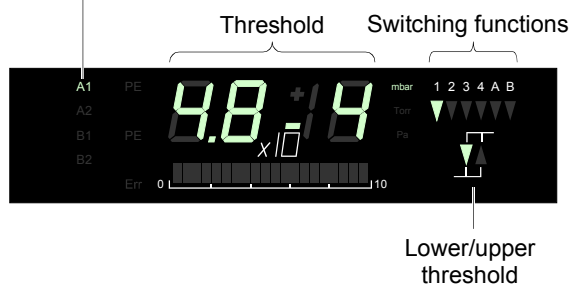 Threshold Switching functions
A1 PE 4.8 x10 - 4 mbar 1 2 3 4 A B
A2 Torr
B1 PE Pa
B2
Err 0 10
Lower/upper
threshold